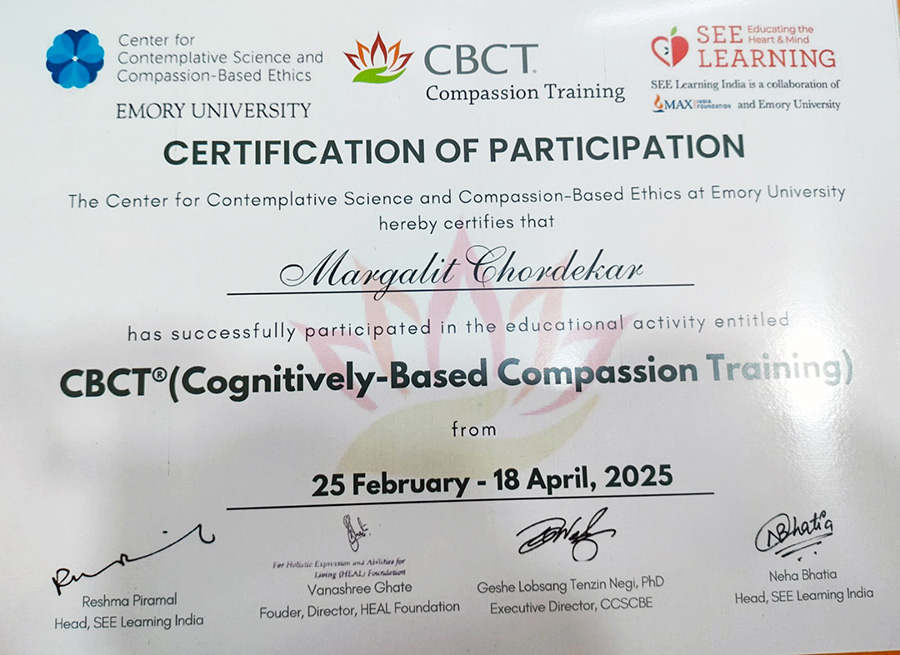 Center for
Contemplative Science and
Compassion-Based Ethics
EMORY UNIVERSITY
CBCT®
Compassion Training
SEE Educating the
Heart & Mind
LEARNING
SEE Learning India is a collaboration of
MAX INDIA FOUNDATION and Emory University
CERTIFICATION OF PARTICIPATION
The Center for Contemplative Science and Compassion-Based Ethics at Emory University
hereby certifies that
Margalit Chordekar
has successfully participated in the educational activity entitled
CBCT®(Cognitively-Based Compassion Training)
from
25 February - 18 April, 2025
NBhatia
For Holistic Expression and Abilities for
Living (HEAL) Foundation
Reshma Piramal
Head, SEE Learning India
Vanashree Ghate
Fouder, Director, HEAL Foundation
Geshe Lobsang Tenzin Negi, PhD
Executive Director, CCSCBE
Neha Bhatia
Head, SEE Learning India